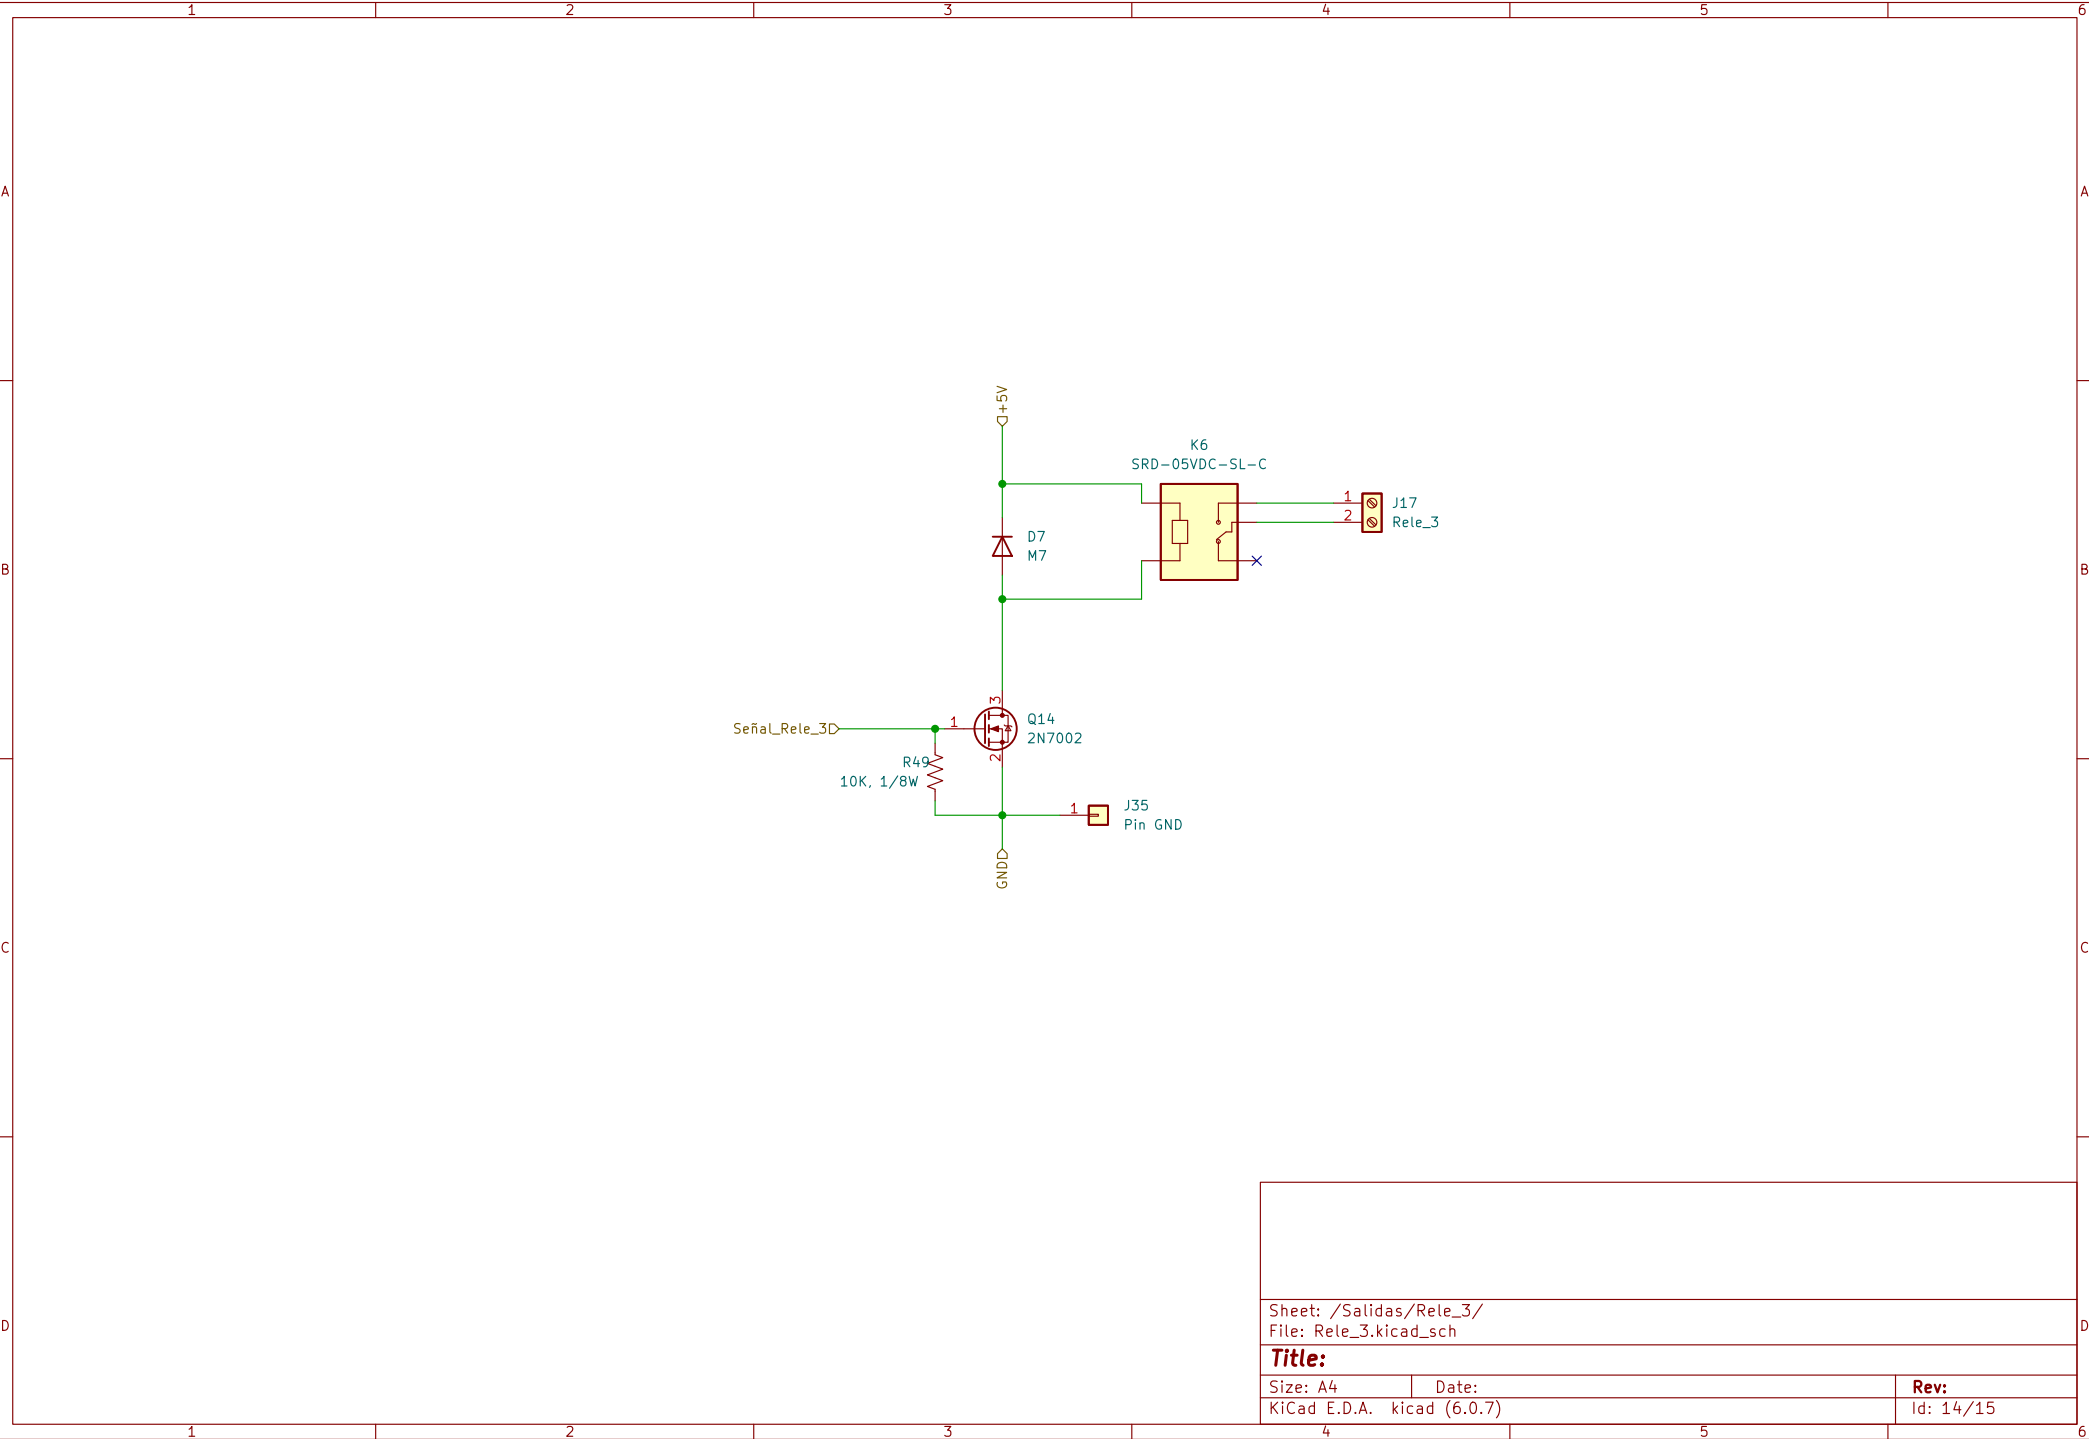 1 2 3 4 5 6
A A
+5V
K6
SRD-05VDC-SL-C
1 J17
2 Rele_3
D7
M7
B B
3
Señal_Rele_3 1 Q14
2N7002
2
R49
10K, 1/8W
1 J35
Pin GND
GND
C C
Sheet: /Salidas/Rele_3/
File: Rele_3.kicad_sch
D D
Title:
Size: A4 Date: Rev:
KiCad E.D.A. kicad (6.0.7) Id: 14/15
1 2 3 4 5 6